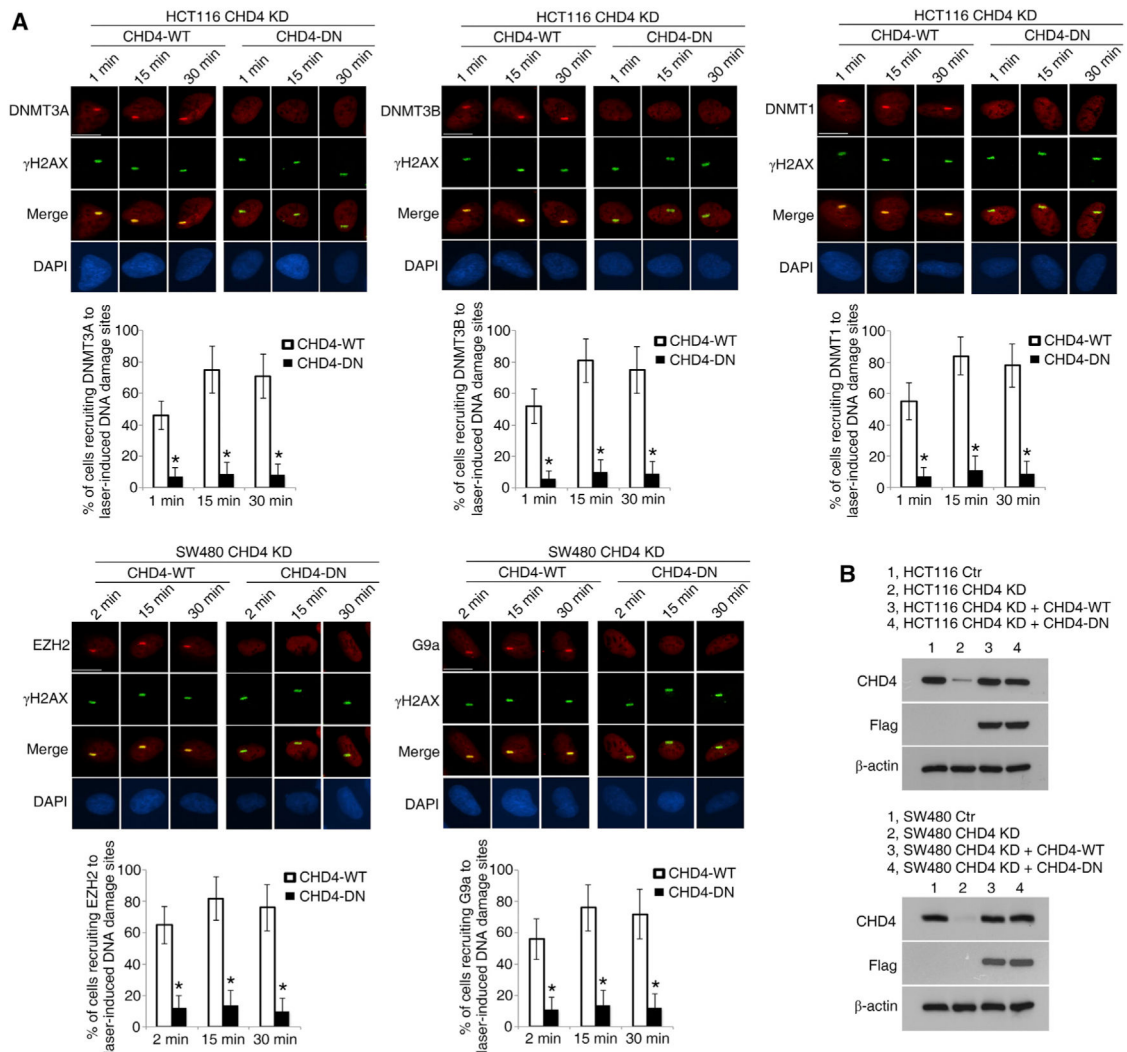 A
HCT116 CHD4 KD
CHD4-WT CHD4-DN
1 min 15 min 30 min 1 min 15 min 30 min
DNMT3A
γH2AX
Merge
DAPI
% of cells recruiting DNMT3A to
laser-induced DNA damage sites
100
80
60
40
20
0
CHD4-WT
CHD4-DN
* * *
1 min 15 min 30 min
HCT116 CHD4 KD
CHD4-WT CHD4-DN
1 min 15 min 30 min 1 min 15 min 30 min
DNMT3B
γH2AX
Merge
DAPI
% of cells recruiting DNMT3B to
laser-induced DNA damage sites
100
80
60
40
20
0
CHD4-WT
CHD4-DN
* * *
1 min 15 min 30 min
HCT116 CHD4 KD
CHD4-WT CHD4-DN
1 min 15 min 30 min 1 min 15 min 30 min
DNMT1
γH2AX
Merge
DAPI
% of cells recruiting DNMT1 to
laser-induced DNA damage sites
100
80
60
40
20
0
CHD4-WT
CHD4-DN
* * *
1 min 15 min 30 min
SW480 CHD4 KD
CHD4-WT CHD4-DN
2 min 15 min 30 min 2 min 15 min 30 min
EZH2
γH2AX
Merge
DAPI
% of cells recruiting EZH2 to
laser-induced DNA damage sites
100
80
60
40
20
0
CHD4-WT
CHD4-DN
* * *
2 min 15 min 30 min
SW480 CHD4 KD
CHD4-WT CHD4-DN
2 min 15 min 30 min 2 min 15 min 30 min
G9a
γH2AX
Merge
DAPI
% of cells recruiting G9a to
laser-induced DNA damage sites
100
80
60
40
20
0
CHD4-WT
CHD4-DN
* * *
2 min 15 min 30 min
B
1, HCT116 Ctr
2, HCT116 CHD4 KD
3, HCT116 CHD4 KD + CHD4-WT
4, HCT116 CHD4 KD + CHD4-DN
1 2 3 4
CHD4
Flag
β-actin
1, SW480 Ctr
2, SW480 CHD4 KD
3, SW480 CHD4 KD + CHD4-WT
4, SW480 CHD4 KD + CHD4-DN
1 2 3 4
CHD4
Flag
β-actin